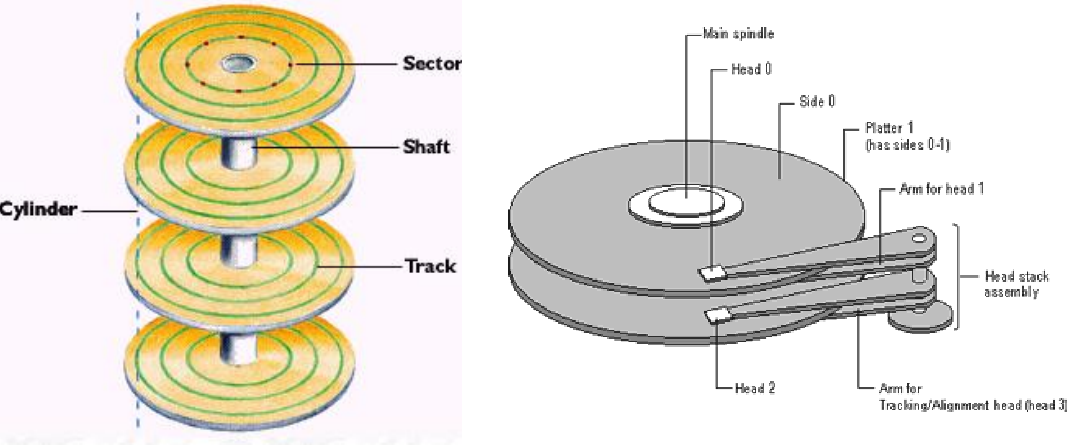 Sector
Shaft
Cylinder
Track
Main spindle
Head 0
Side 0
Platter 1
(has sides 0-1)
Arm for head 1
Head stack
assembly
Head 2
Arm for
Tracking/Alignment head (head 3)